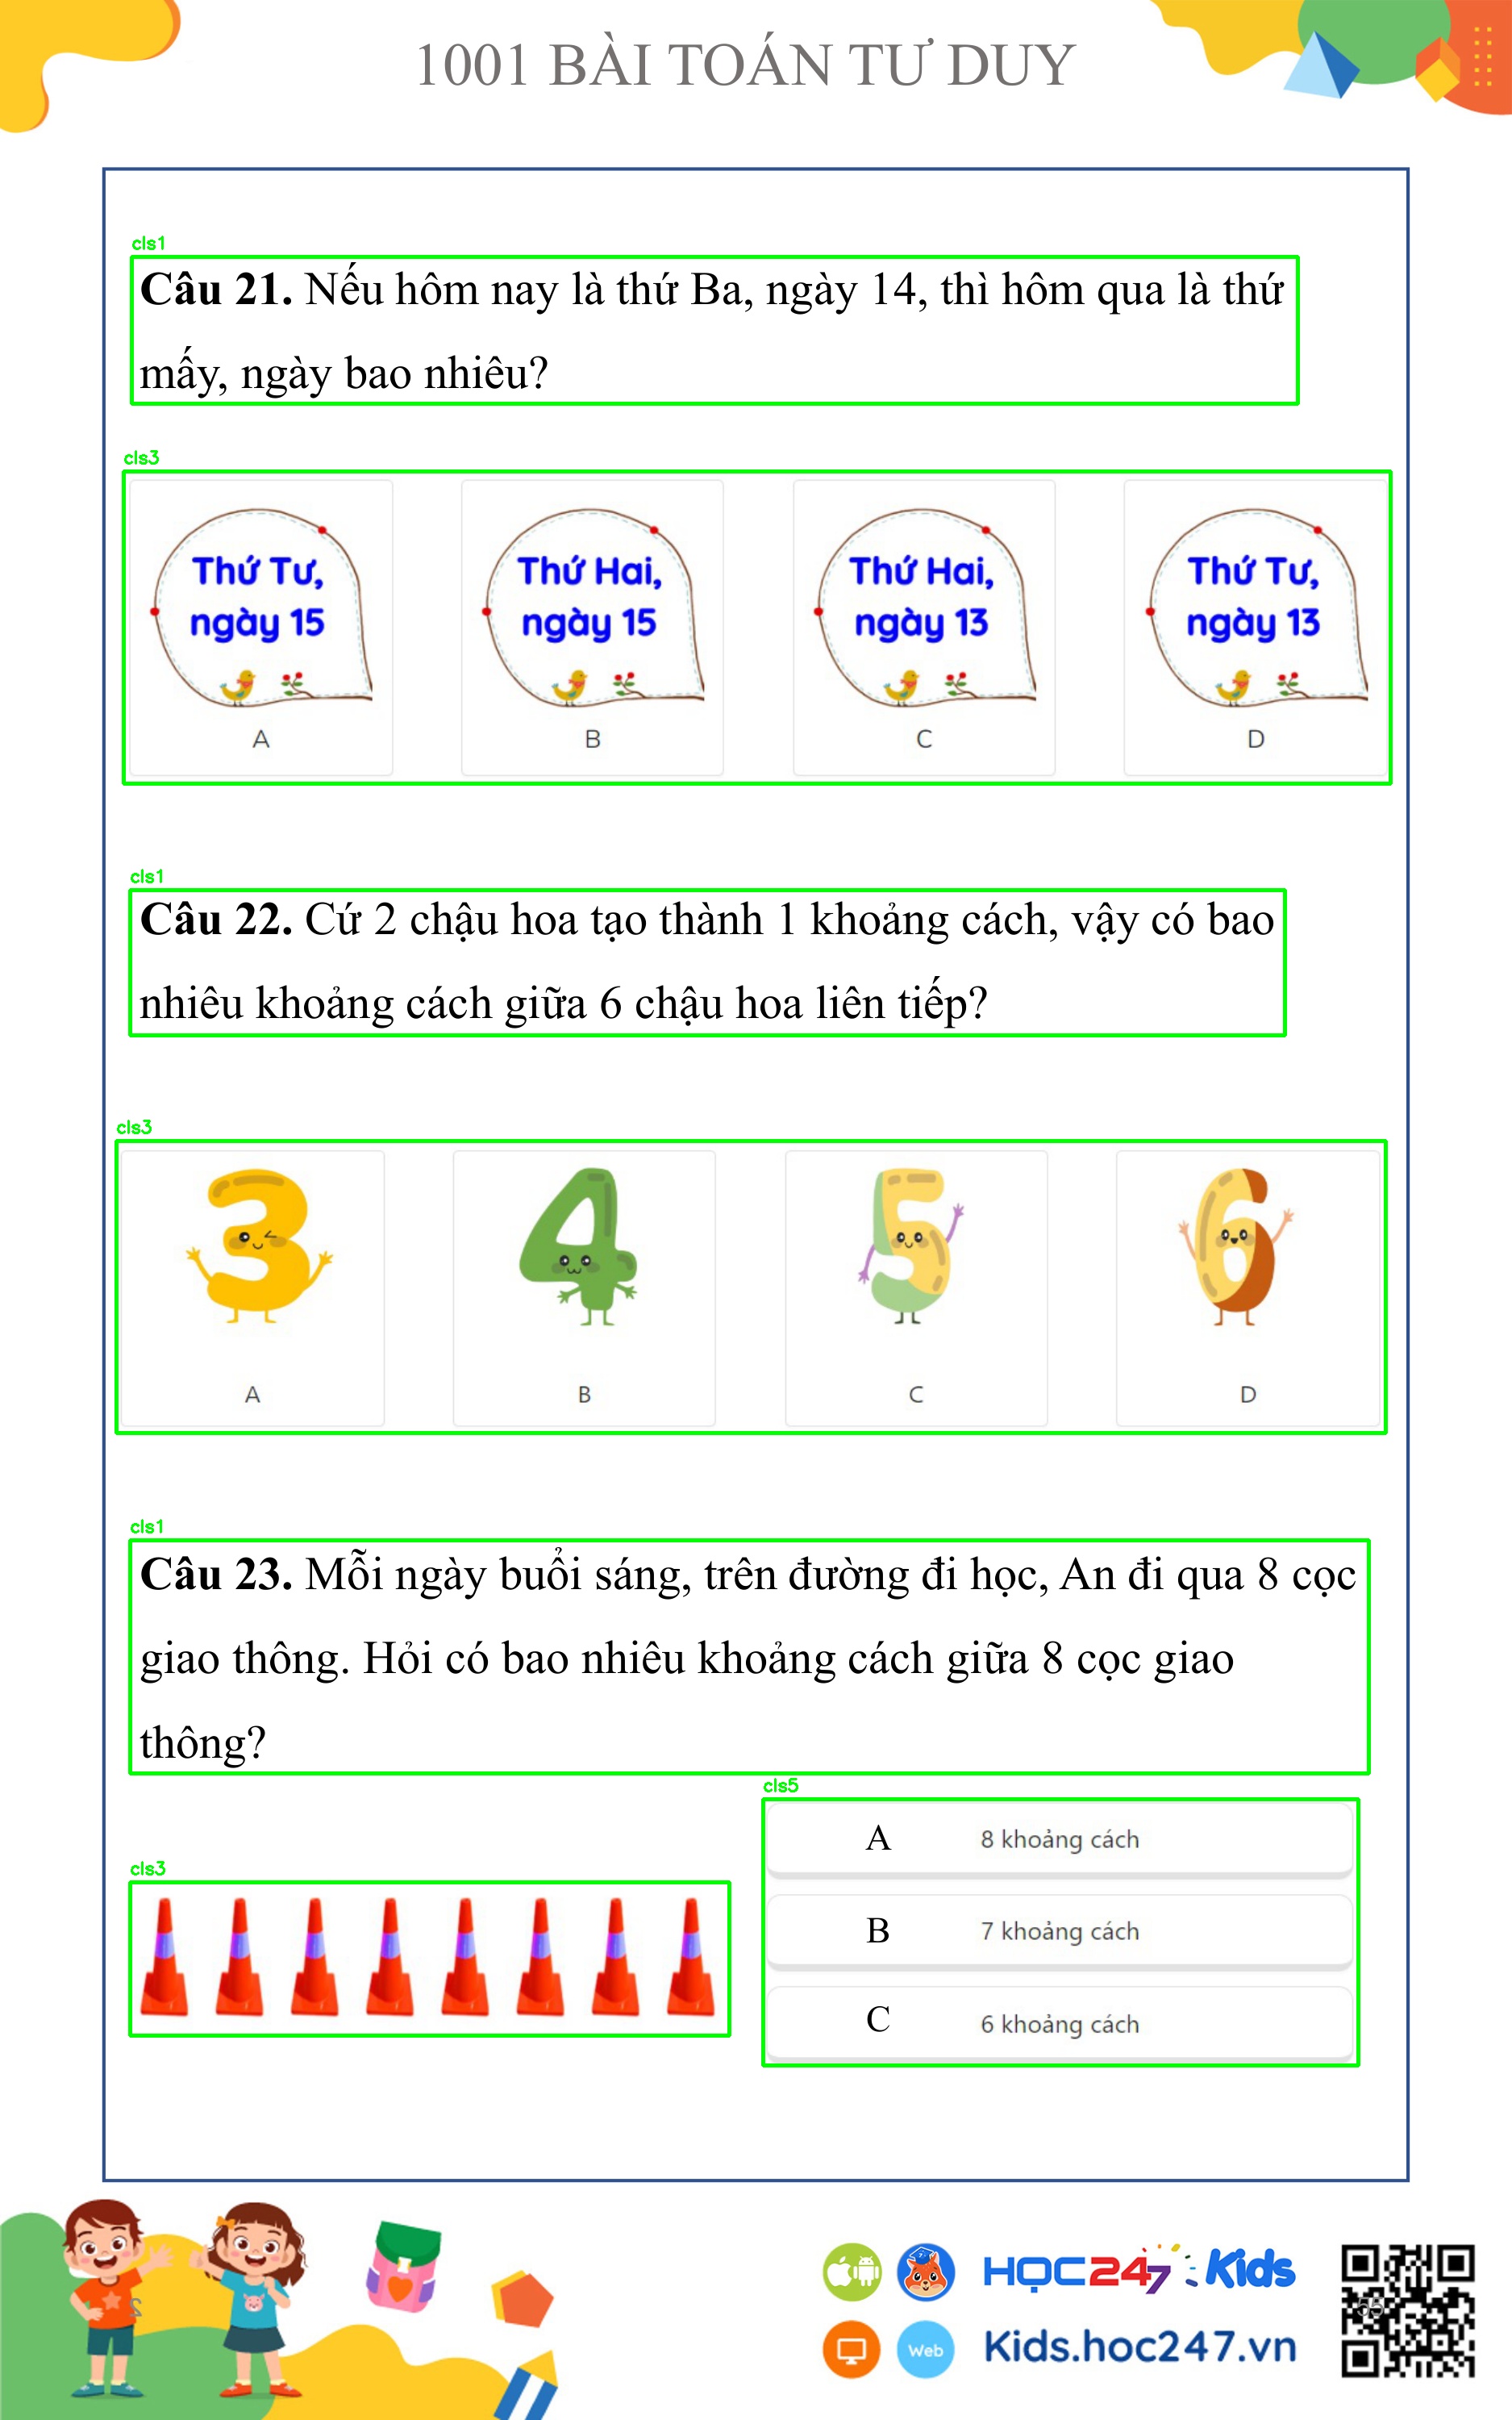 1001 BÀI TOÁN TƯ DUY
cls1
Câu 21. Nếu hôm nay là thứ Ba, ngày 14, thì hôm qua là thứ
mấy, ngày bao nhiêu?
cls3
Thứ Tư,
ngày 15
A
Thứ Hai,
ngày 15
B
Thứ Hai,
ngày 13
C
Thứ Tư,
ngày 13
D
cls1
Câu 22. Cứ 2 chậu hoa tạo thành 1 khoảng cách, vậy có bao
nhiêu khoảng cách giữa 6 chậu hoa liên tiếp?
cls3
3
A
4
B
5
C
6
D
cls1
Câu 23. Mỗi ngày buổi sáng, trên đường đi học, An đi qua 8 cọc
giao thông. Hỏi có bao nhiêu khoảng cách giữa 8 cọc giao
thông?
cls5
A 8 khoảng cách
B 7 khoảng cách
C 6 khoảng cách
cls3
2
HỌC247 Kids
55
Web
Kids.hoc247.vn